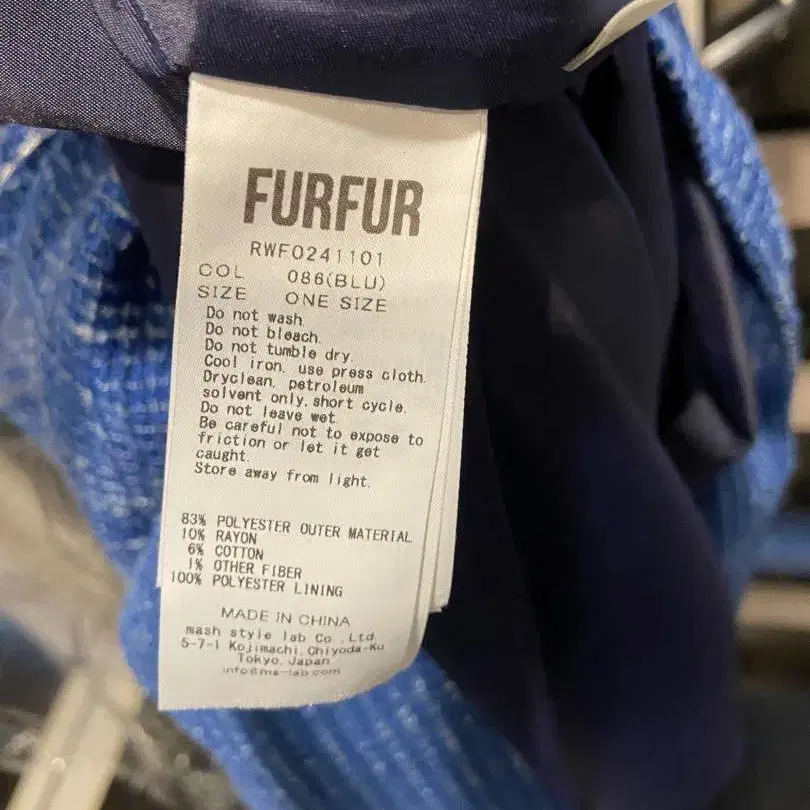 FURFUR
RWF0241101
COL 086(BLU)
SIZE ONE SIZE
Do not wash
Do not bleach.
Do not tumble dry.
Cool iron, use press cloth.
Dryclean, petroleum
solvent only, short cycle.
Do not leave wet.
Be careful not to expose to
friction or let it get
caught.
Store away from light.
83% POLYESTER OUTER MATERIAL
10% RAYON
6% COTTON
1% OTHER FIBER
100% POLYESTER LINING
MADE IN CHINA
mash style lab Co.,Ltd.
5-7-1 Kojimachi,Chiyoda-Ku
Tokyo,Japan
info@ms-lab.com